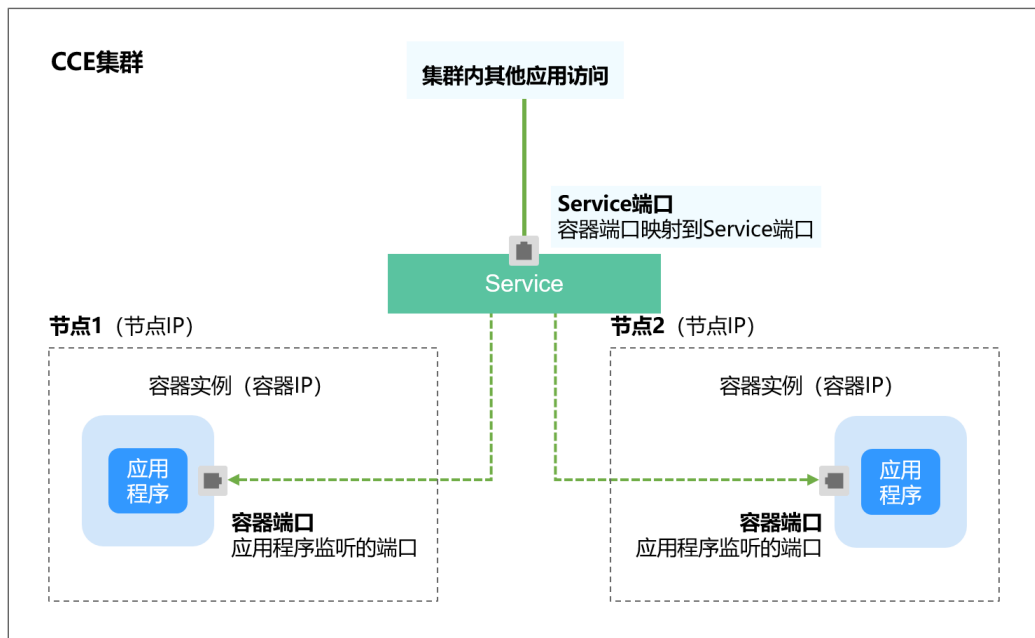 CCE集群
集群内其他应用访问
Service端口
容器端口映射到Service端口
Service
节点1（节点IP）
容器实例（容器IP）
应用
程序
容器端口
应用程序监听的端口
节点2（节点IP）
容器实例（容器IP）
应用
程序
容器端口
应用程序监听的端口